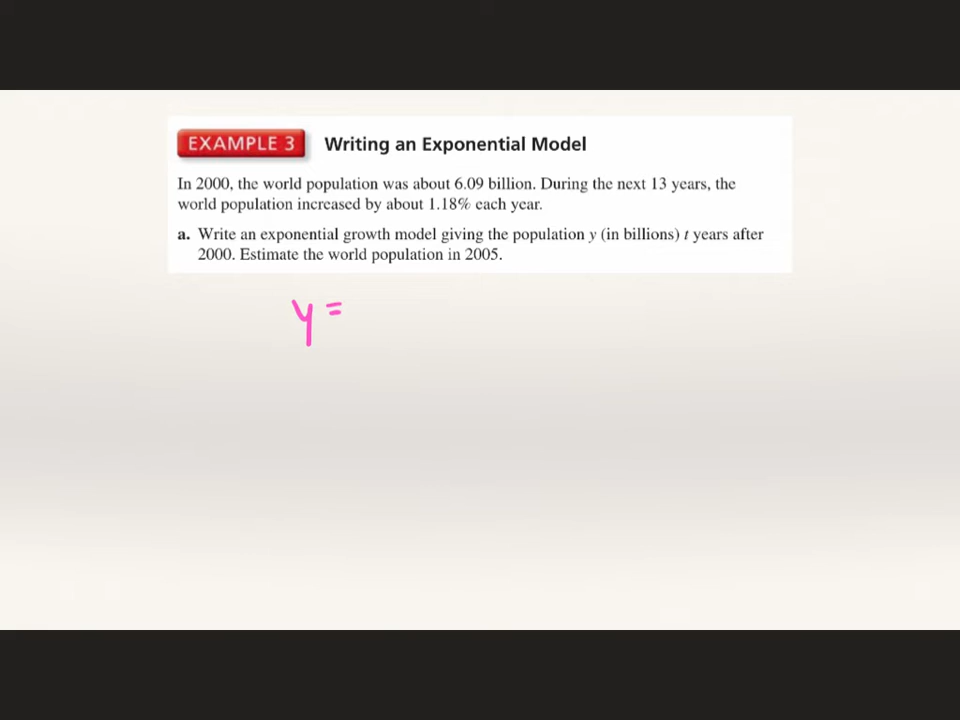 EXAMPLE 3 Writing an Exponential Model
In 2000, the world population was about 6.09 billion. During the next 13 years, the
world population increased by about 1.18% each year.
a. Write an exponential growth model giving the population y (in billions) t years after
2000. Estimate the world population in 2005.
y =